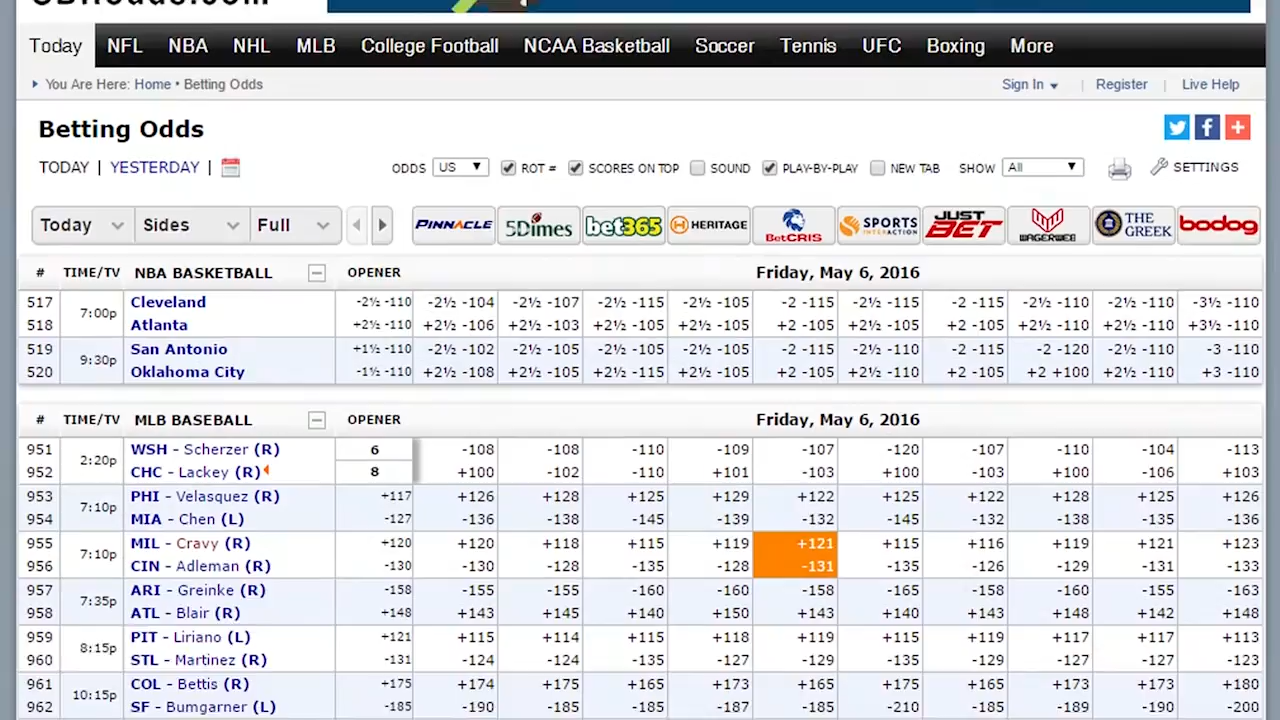 Today NFL NBA NHL MLB College Football NCAA Basketball Soccer Tennis UFC Boxing More
You Are Here: Home • Betting Odds Sign In | Register | Live Help
Betting Odds
TODAY | YESTERDAY | ODDS US ROT # SCORES ON TOP SOUND PLAY-BY-PLAY NEW TAB SHOW All SETTINGS
Today Sides Full PINNACLE 5Dimes bet365 HERITAGE BetCRIS SPORTS INTERACTION JUST BET WAGERWEB THE GREEK bodog
# TIME/TV NBA BASKETBALL OPENER Friday, May 6, 2016
517 7:00p Cleveland -2½ -110 -2½ -104 -2½ -107 -2½ -115 -2½ -105 -2 -115 -2½ -105 -2 -115 -2½ -110 -2½ -110 -3½ -110
518 Atlanta +2½ -110 +2½ -106 +2½ -103 +2½ -105 +2½ -105 +2 -105 +2½ -105 +2 -105 +2½ -110 +2½ -110 +3½ -110
519 9:30p San Antonio +1½ -110 -2½ -102 -2½ -105 -2½ -105 -2½ -105 -2 -115 -2½ -110 -2 -115 -2 -120 -2½ -110 -3 -110
520 Oklahoma City -1½ -110 +2½ -108 +2½ -105 +2½ -115 +2½ -105 +2 -105 +2½ -110 +2 -105 +2 +100 +2½ -110 +3 -110
# TIME/TV MLB BASEBALL OPENER Friday, May 6, 2016
951 2:20p WSH - Scherzer (R) 6 -108 -108 -110 -109 -107 -120 -107 -110 -104 -113
952 CHC - Lackey (R) 8 +100 -102 -110 +101 -103 +100 -103 +100 -106 +103
953 7:10p PHI - Velasquez (R) +117 +126 +128 +125 +129 +122 +125 +122 +128 +125 +126
954 MIA - Chen (L) -127 -136 -138 -145 -139 -132 -145 -132 -138 -135 -136
955 7:10p MIL - Cravy (R) +120 +120 +118 +115 +119 +121 +115 +116 +119 +121 +123
956 CIN - Adleman (R) -130 -130 -128 -135 -128 -131 -135 -126 -129 -131 -133
957 7:35p ARI - Greinke (R) -158 -155 -155 -160 -160 -158 -165 -158 -160 -155 -163
958 ATL - Blair (R) +148 +143 +145 +140 +150 +143 +140 +143 +148 +142 +148
959 8:15p PIT - Liriano (L) +121 +115 +114 +115 +118 +119 +115 +119 +117 +117 +113
960 STL - Martinez (R) -131 -124 -124 -135 -127 -129 -135 -129 -127 -127 -123
961 10:15p COL - Bettis (R) +175 +174 +175 +165 +173 +165 +175 +165 +173 +173 +180
962 SF - Bumgarner (L) -185 -190 -185 -185 -187 -185 -210 -185 -189 -190 -200